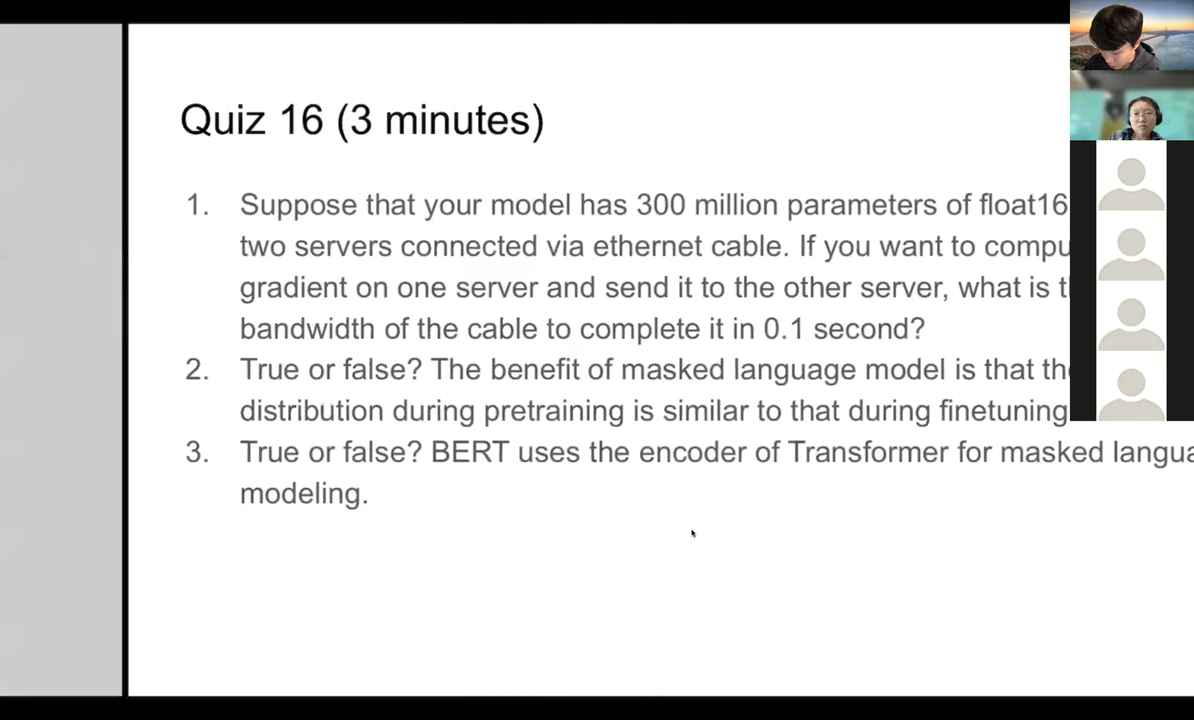 Quiz 16 (3 minutes)
1. Suppose that your model has 300 million parameters of float16
two servers connected via ethernet cable. If you want to
gradient on one server and send it to the other server, what is
bandwidth of the cable to complete it in 0.1 second?
2. True or false? The benefit of masked language model is that
distribution during pretraining is similar to that during finetuning
3. True or false? BERT uses the encoder of Transformer for masked
modeling.